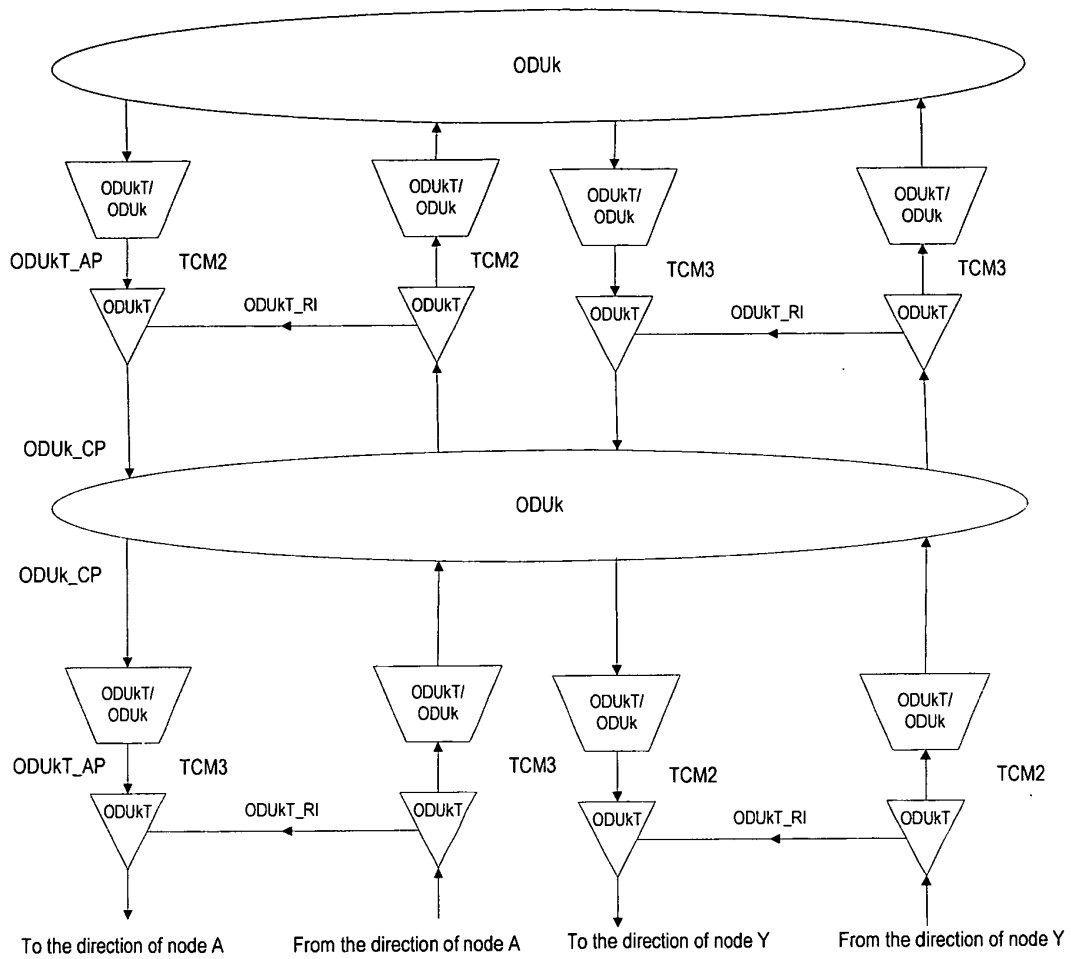 ODUk
ODUkT/
ODUk
ODUkT/
ODUk
ODUkT/
ODUk
ODUkT/
ODUk
ODUkT_AP
TCM2
TCM2
TCM3
TCM3
ODUkT
ODUkT_RI
ODUkT
ODUkT
ODUkT_RI
ODUkT
ODUk_CP
ODUk
ODUk_CP
ODUkT/
ODUk
ODUkT/
ODUk
ODUkT/
ODUk
ODUkT/
ODUk
ODUkT_AP
TCM3
TCM3
TCM2
TCM2
ODUkT
ODUkT_RI
ODUkT
ODUkT
ODUkT_RI
ODUkT
To the direction of node A
From the direction of node A
To the direction of node Y
From the direction of node Y